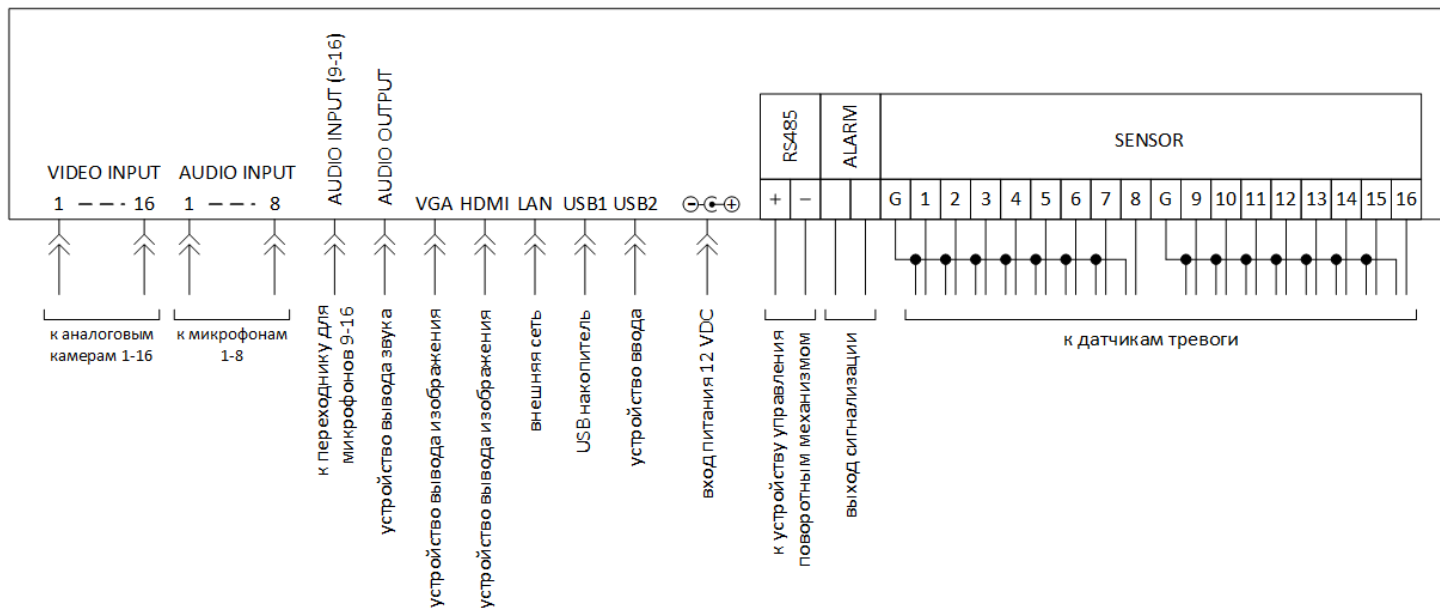 VIDEO INPUT
1 ---- 16
AUDIO INPUT
1 ---- 8
AUDIO INPUT (9-16)
AUDIO OUTPUT
VGA
HDMI
LAN
USB1
USB2
RS485
+ −
ALARM
SENSOR
G 1 2 3 4 5 6 7 8 G 9 10 11 12 13 14 15 16
к аналоговым
камерам 1-16
к микрофонам
1-8
к переходнику для
микрофонов 9-16
устройство вывода звука
устройство вывода изображения
устройство вывода изображения
внешняя сеть
USB накопитель
устройство ввода
вход питания 12 VDC
к устройству управления
поворотным механизмом
выход сигнализации
к датчикам тревоги